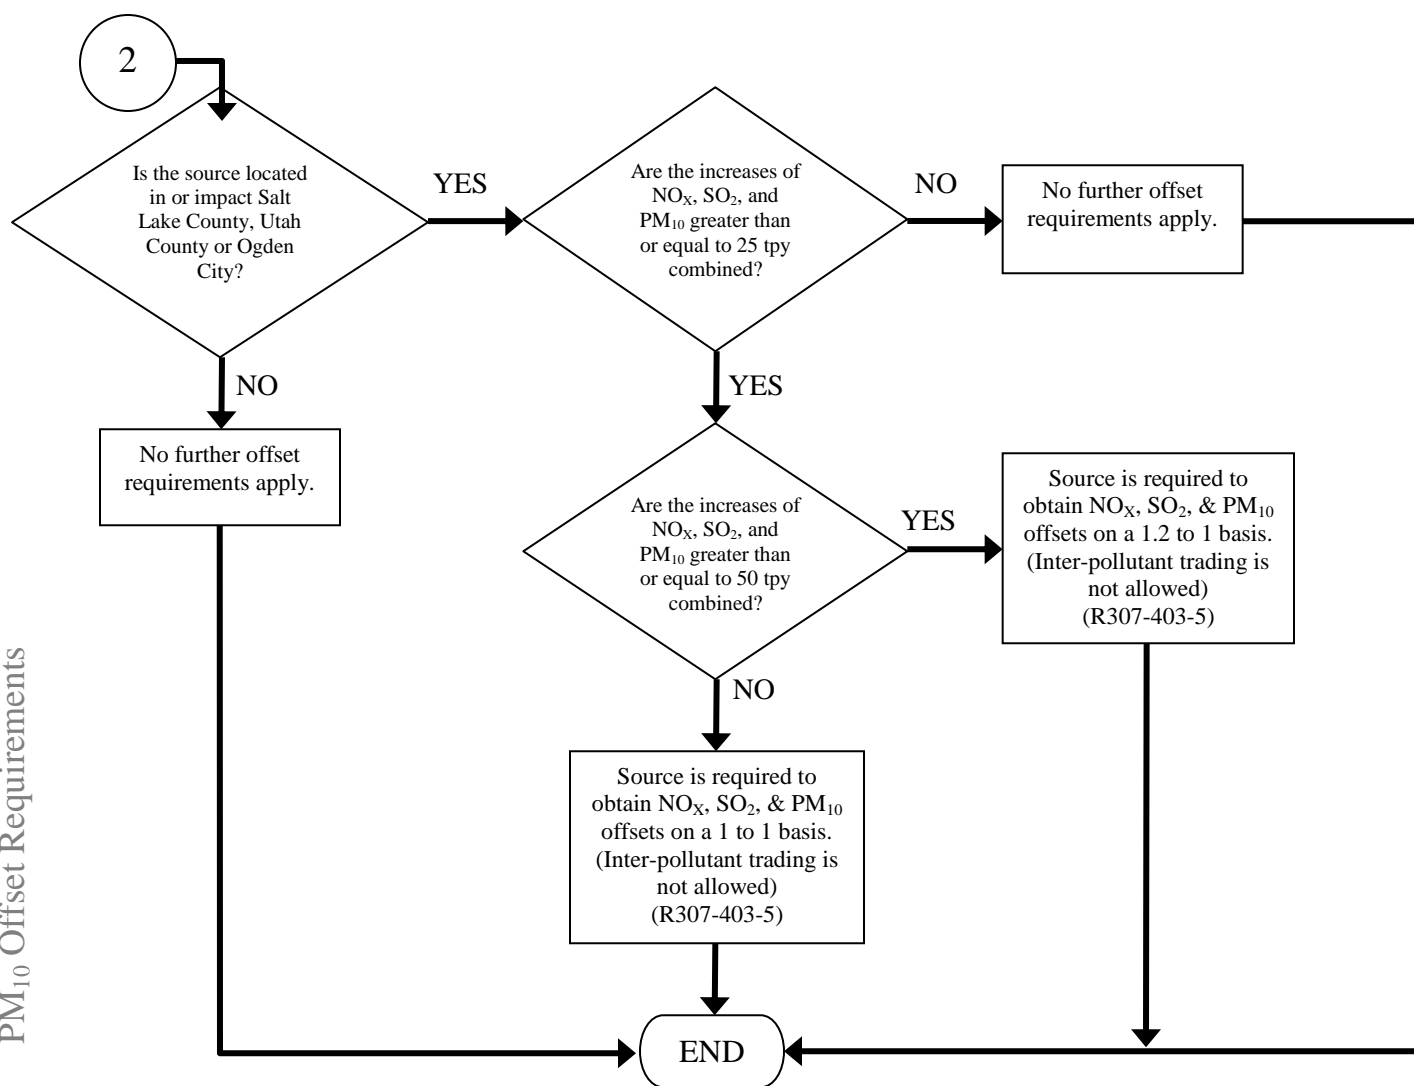 2
Is the source located
in or impact Salt
Lake County, Utah
County or Ogden
City?
YES
Are the increases of
NOX, SO2, and
PM10 greater than
or equal to 25 tpy
combined?
NO
No further offset
requirements apply.
NO
YES
No further offset
requirements apply.
Are the increases of
NOX, SO2, and
PM10 greater than
or equal to 50 tpy
combined?
YES
Source is required to
obtain NOX, SO2, & PM10
offsets on a 1.2 to 1 basis.
(Inter-pollutant trading is
not allowed)
(R307-403-5)
NO
Source is required to
obtain NOX, SO2, & PM10
offsets on a 1 to 1 basis.
(Inter-pollutant trading is
not allowed)
(R307-403-5)
END
PM10 Offset Requirements